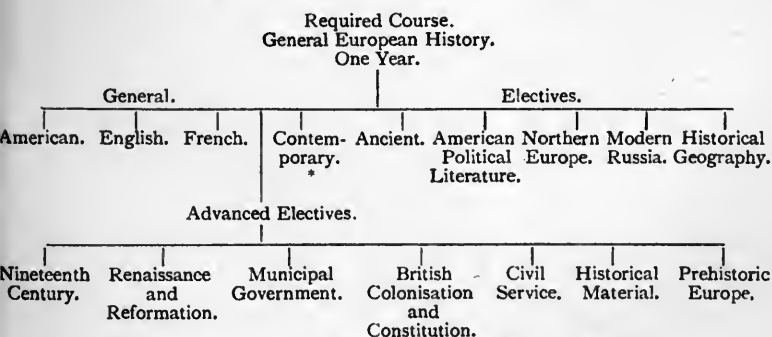 Required Course.
General European History.
One Year.
General. Electives.
American. English. French. Contem- Ancient. American Northern Modern Historical
porary. Political Europe. Russia. Geography.
* Literature.
Advanced Electives.
Nineteenth Renaissance Municipal British Civil Historical Prehistoric
Century. and Government. Colonisation Service. Material. Europe.
Reformation. and
Constitution.